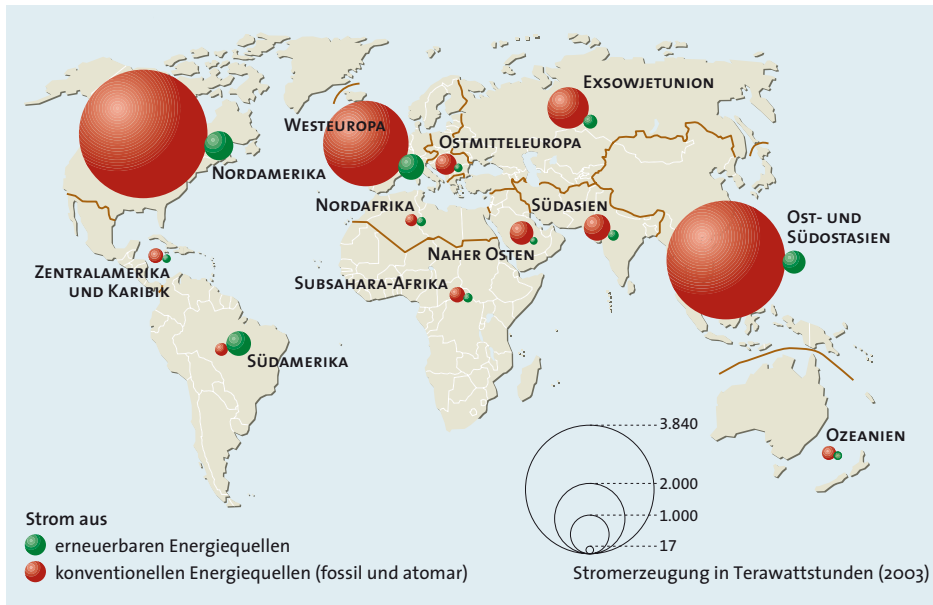 Exsowjetunion
Westeuropa
Ostmitteleuropa
Nordamerika
Nordafrika
Südasien
Ost- und
Südostasien
Naher Osten
Zentralamerika
und Karibik
Subsahara-Afrika
Südamerika
Ozeanien
3.840
2.000
1.000
17
Strom aus
erneuerbaren Energiequellen
konventionellen Energiequellen (fossil und atomar)
Stromerzeugung in Terawattstunden (2003)